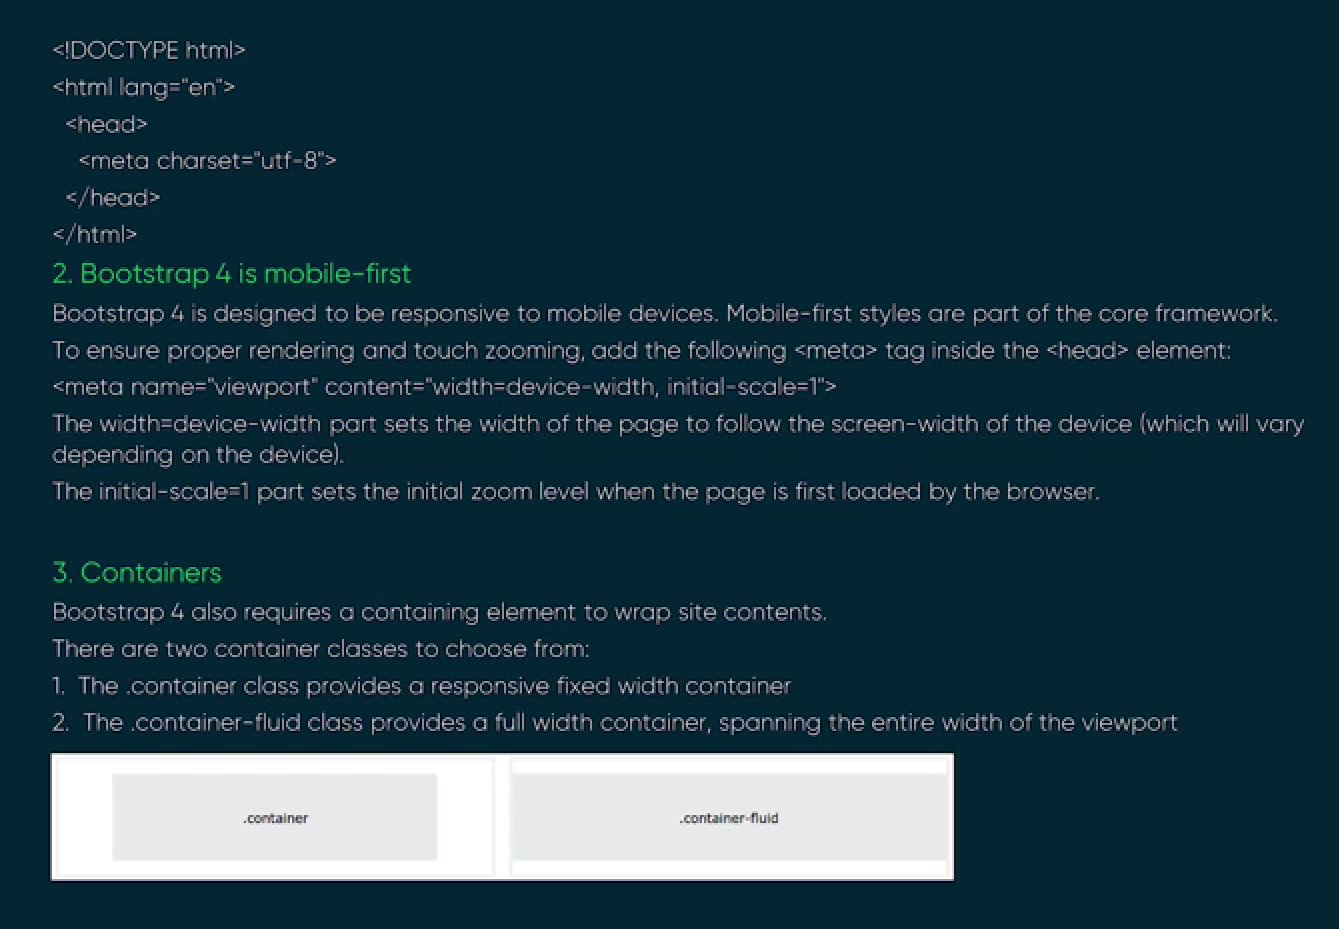 <!DOCTYPE html>
<html lang="en">
<head>
<meta charset="utf-8">
</head>
</html>
2. Bootstrap 4 is mobile-first
Bootstrap 4 is designed to be responsive to mobile devices. Mobile-first styles are part of the core framework.
To ensure proper rendering and touch zooming, add the following <meta> tag inside the <head> element:
<meta name="viewport" content="width=device-width, initial-scale=1">
The width=device-width part sets the width of the page to follow the screen-width of the device (which will vary
depending on the device).
The initial-scale=1 part sets the initial zoom level when the page is first loaded by the browser.
3. Containers
Bootstrap 4 also requires a containing element to wrap site contents.
There are two container classes to choose from:
1. The .container class provides a responsive fixed width container
2. The .container-fluid class provides a full width container, spanning the entire width of the viewport
.container
.container-fluid